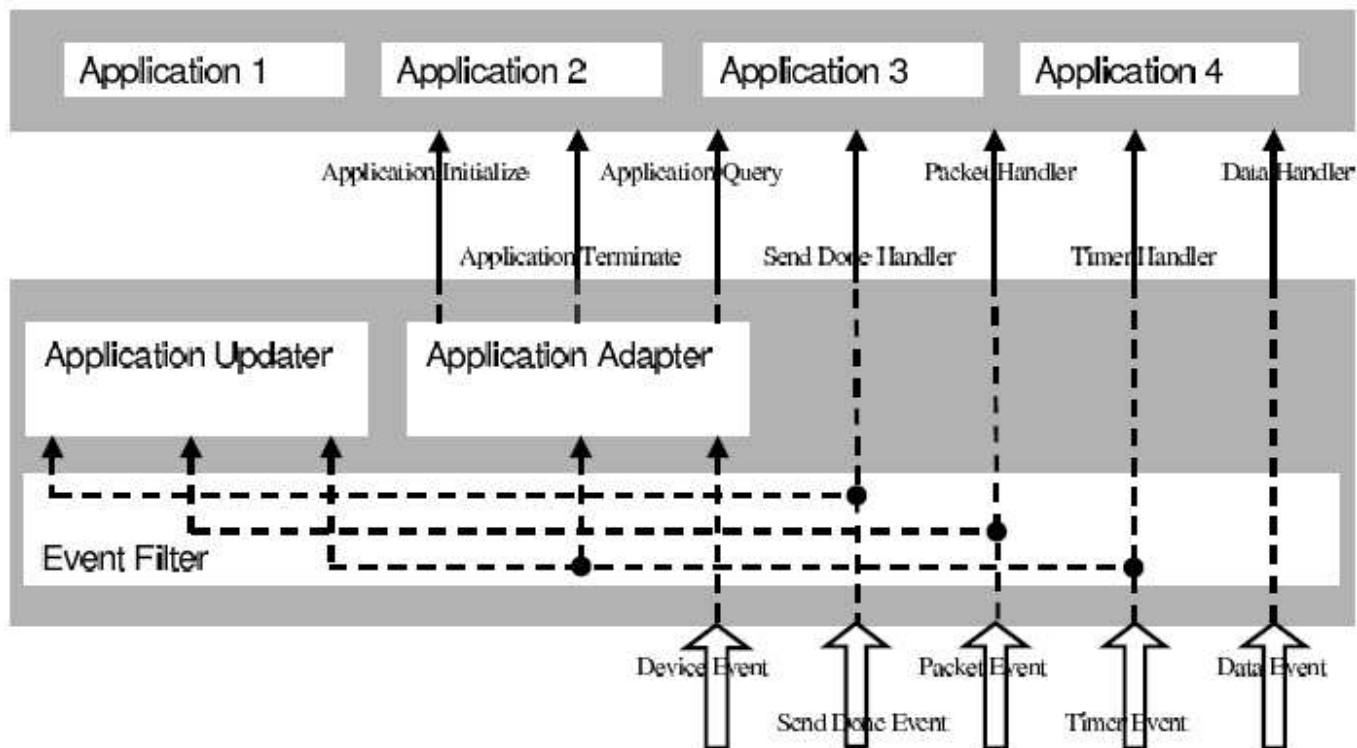 Application 1
Application 2
Application 3
Application 4
Application Initialize
Application Query
Packet Handler
Data Handler
Application Terminate
Send Done Handler
Timer Handler
Application Updater
Application Adapter
Event Filter
Device Event
Packet Event
Data Event
Send Done Event
Timer Event